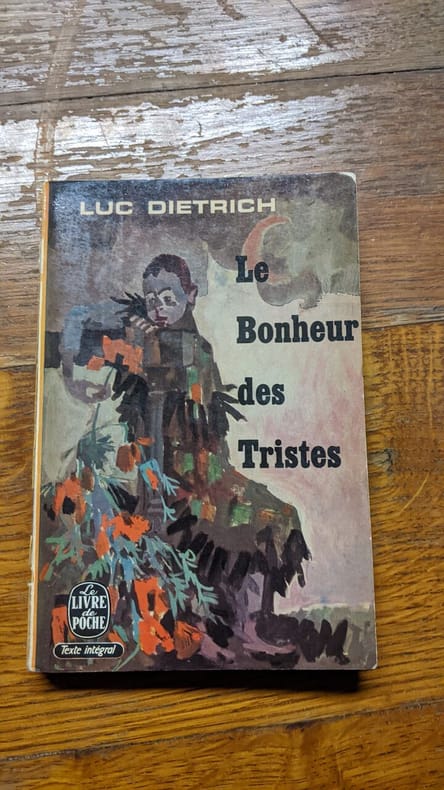 LUC DIETRICH
Le
Bonheur
des
Tristes
Le
LIVRE
de
POCHE
Texte intégral